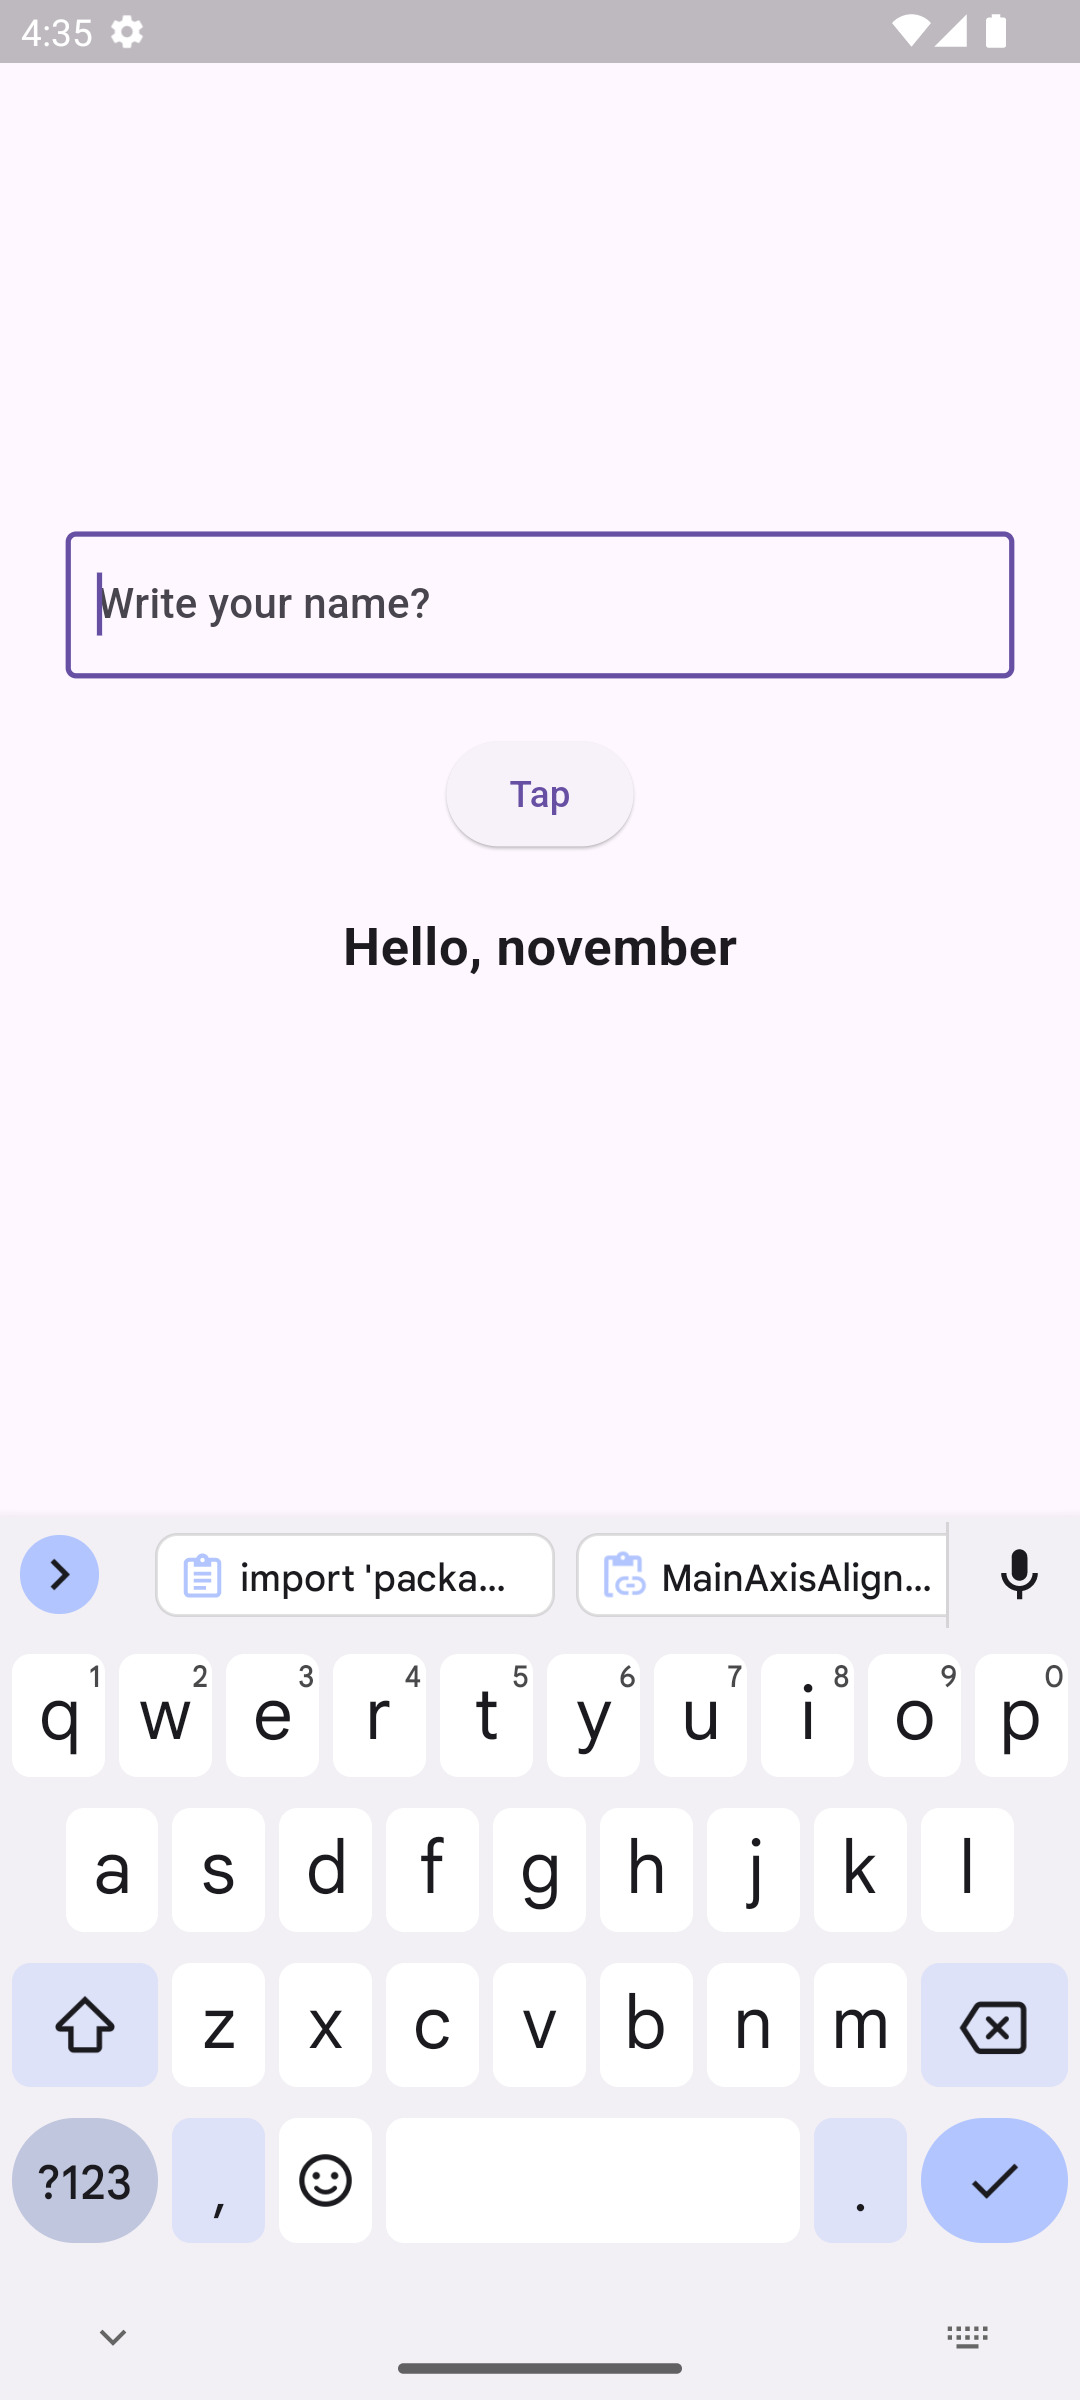 4:35
Write your name?
Tap
Hello, november
import 'packa...
MainAxisAlign...
q 1 w 2 e 3 r 4 t 5 y 6 u 7 i 8 o 9 p 0
a s d f g h j k l
z x c v b n m
?123 , .